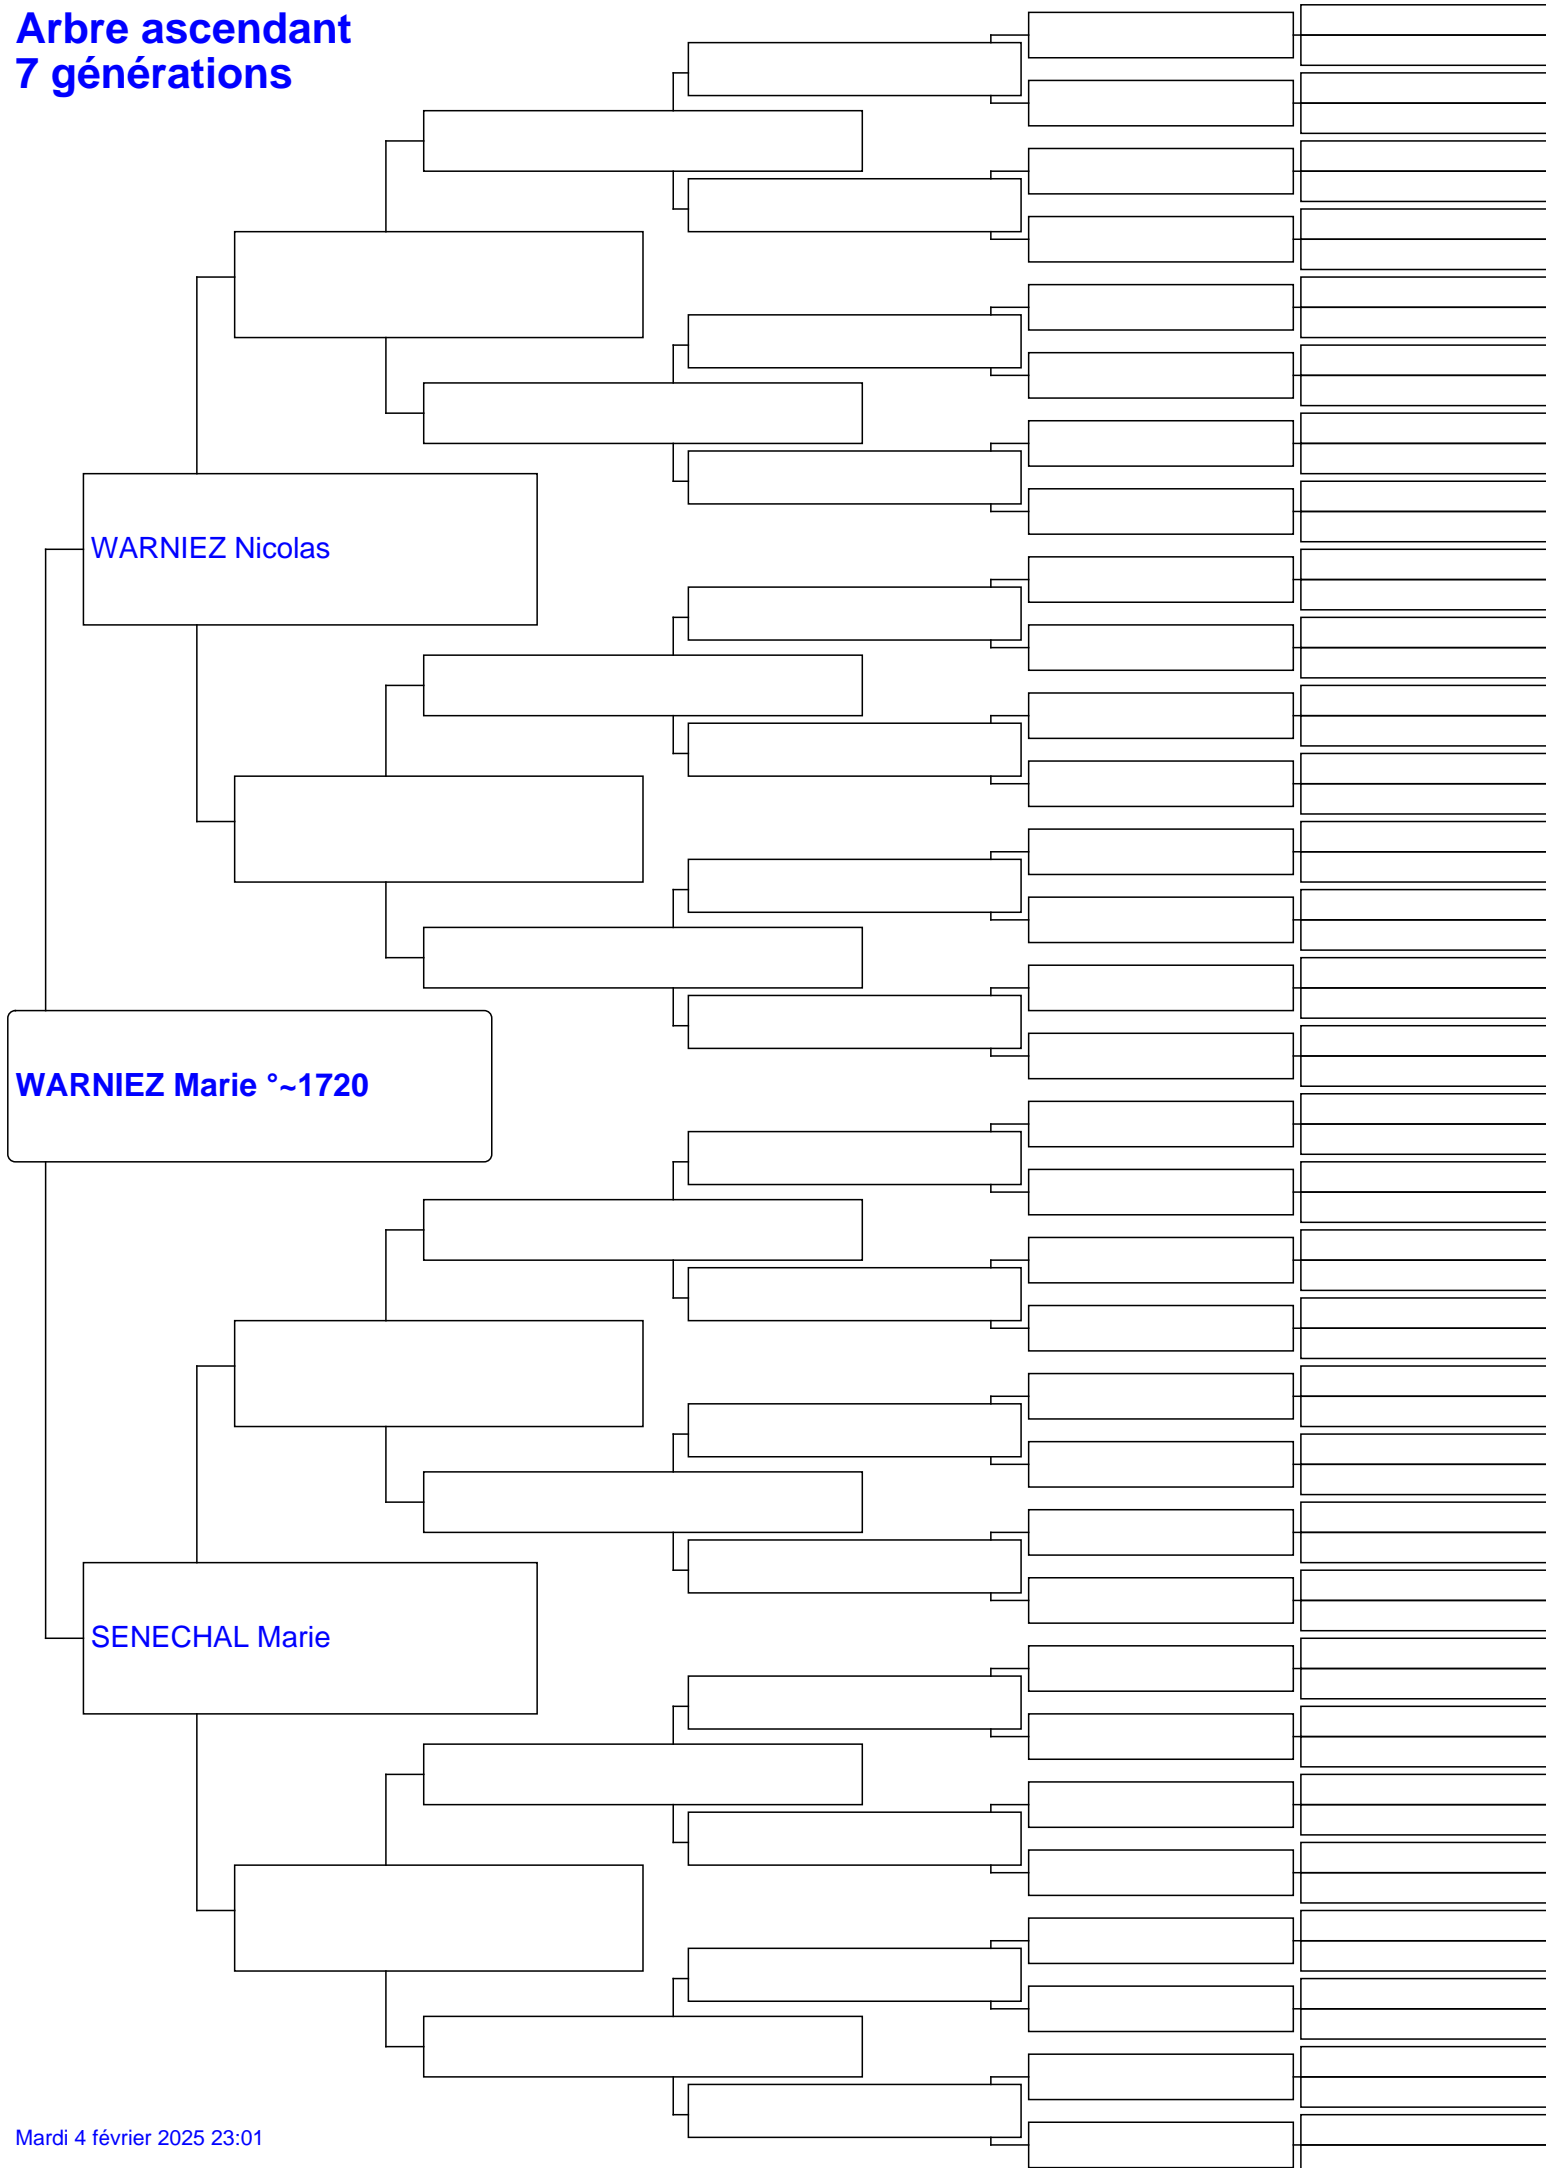 Arbre ascendant
7 générations
WARNIEZ Nicolas
WARNIEZ Marie °~1720
SENECHAL Marie
Mardi 4 février 2025 23:01